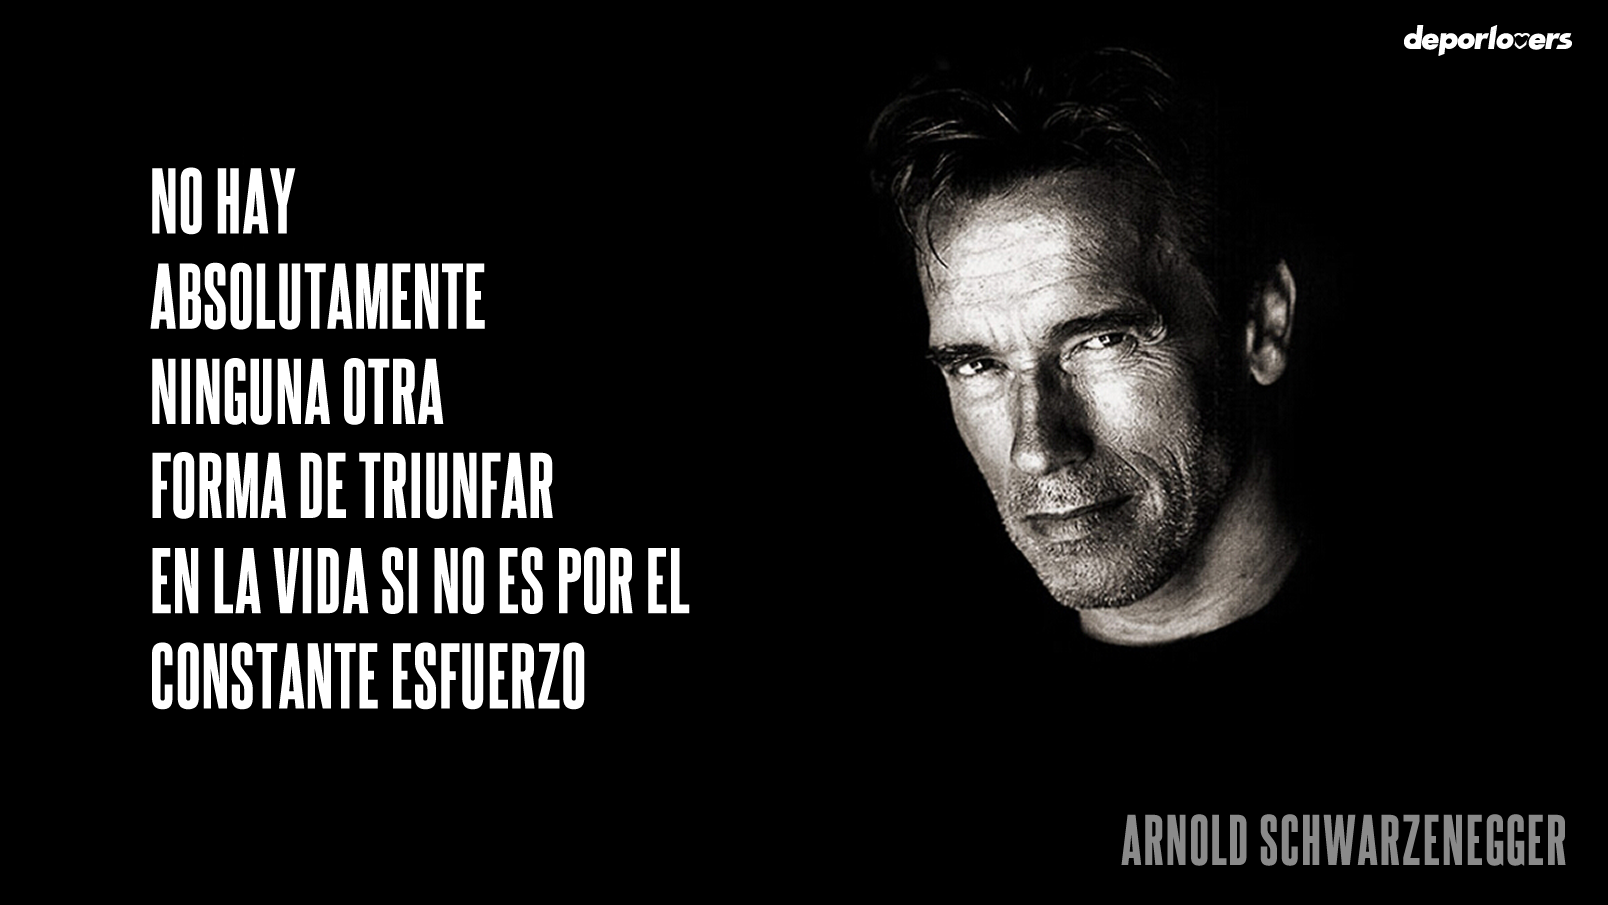 deporlovers
NO HAY
ABSOLUTAMENTE
NINGUNA OTRA
FORMA DE TRIUNFAR
EN LA VIDA SI NO ES POR EL
CONSTANTE ESFUERZO
ARNOLD SCHWARZENEGGER